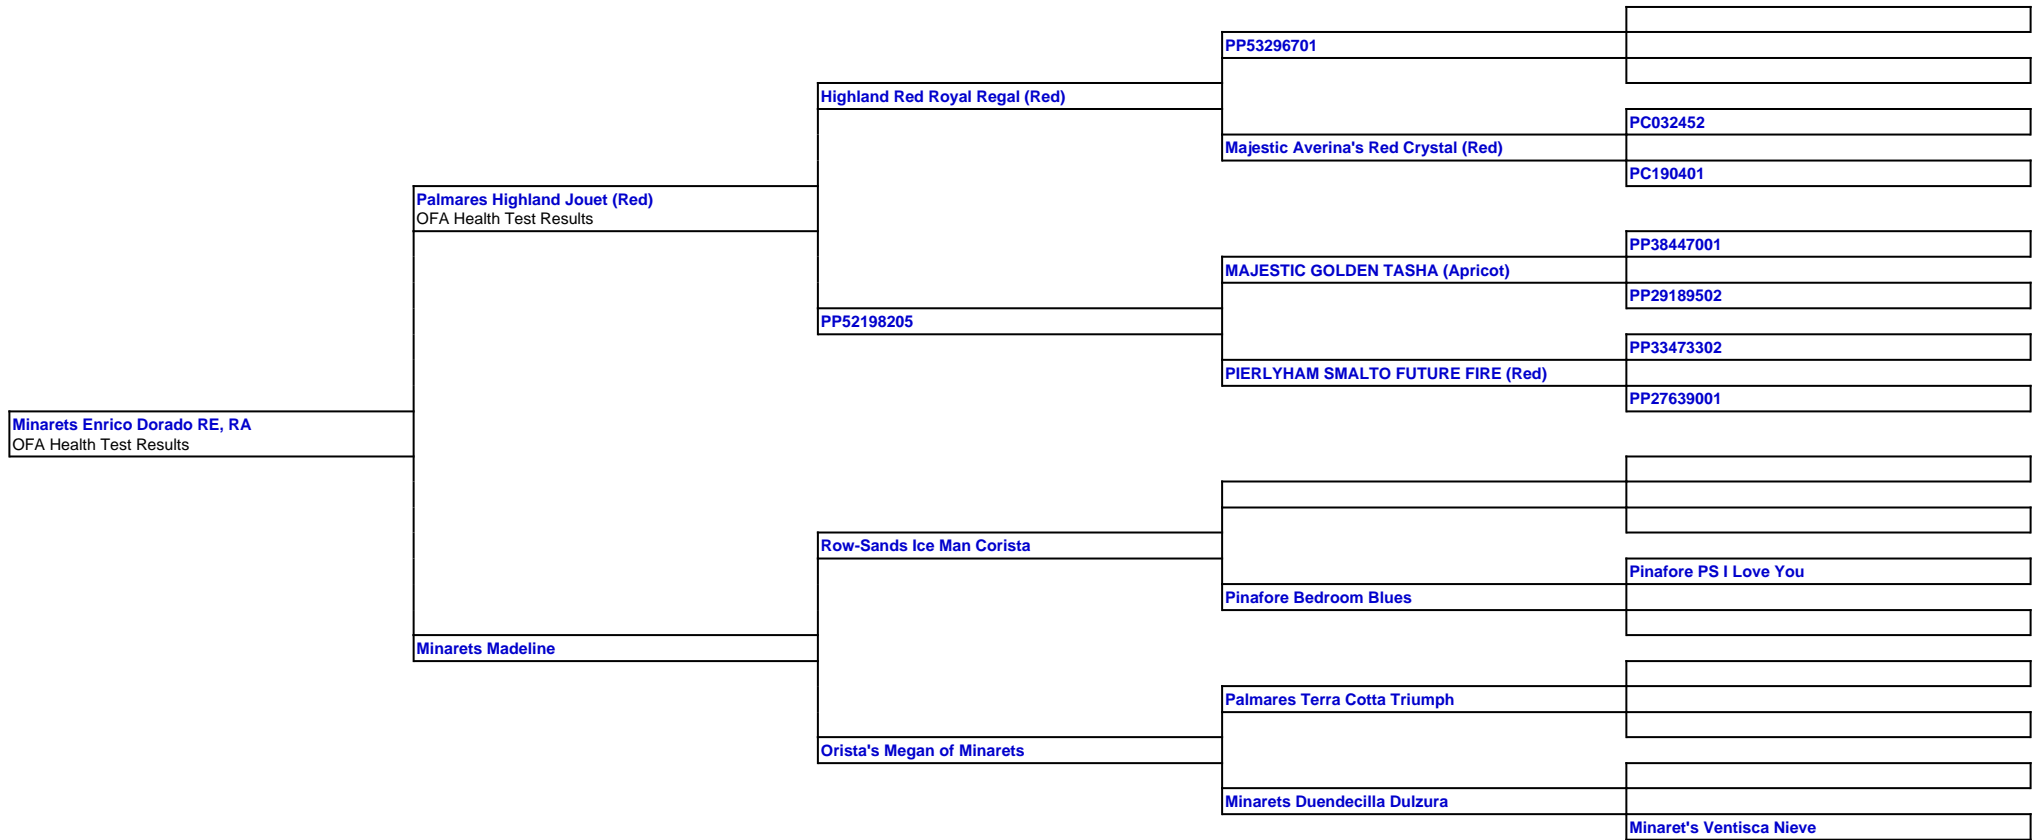 PP53296701
Highland Red Royal Regal (Red)
PC032452
Majestic Averina's Red Crystal (Red)
PC190401
Palmares Highland Jouet (Red)
OFA Health Test Results
PP38447001
MAJESTIC GOLDEN TASHA (Apricot)
PP29189502
PP52198205
PP33473302
PIERLYHAM SMALTO FUTURE FIRE (Red)
PP27639001
Minarets Enrico Dorado RE, RA
OFA Health Test Results
Row-Sands Ice Man Corista
Pinafore PS I Love You
Pinafore Bedroom Blues
Minarets Madeline
Palmares Terra Cotta Triumph
Orista's Megan of Minarets
Minarets Duendecilla Dulzura
Minaret's Ventisca Nieve